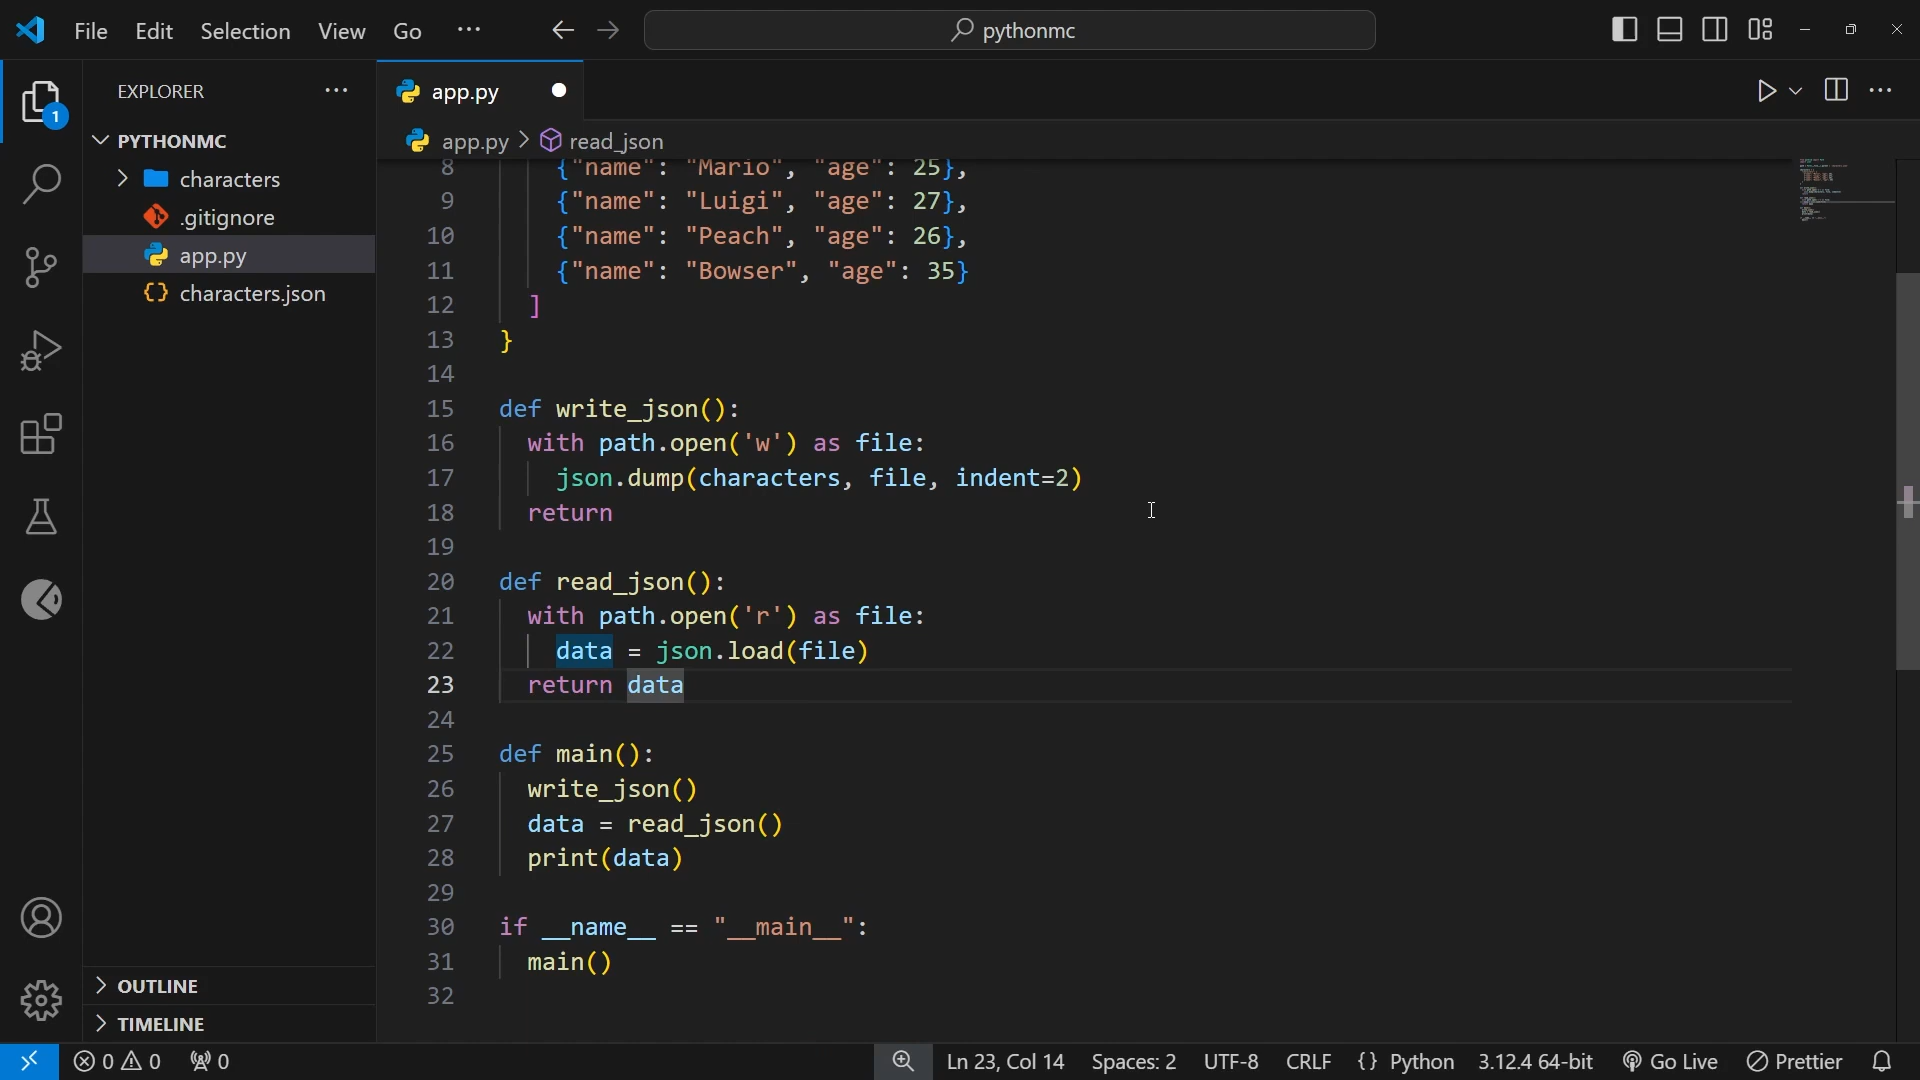 File Edit Selection View Go ··· pythonmc
EXPLORER ···
PYTHONMC
characters
.gitignore
app.py
characters.json
OUTLINE
TIMELINE
1
app.py
app.py > read_json
8 {"name": "Mario", "age": 25},
9 {"name": "Luigi", "age": 27},
10 {"name": "Peach", "age": 26},
11 {"name": "Bowser", "age": 35}
12 ]
13 }
14
15 def write_json():
16 with path.open('w') as file:
17 json.dump(characters, file, indent=2)
18 return
19
20 def read_json():
21 with path.open('r') as file:
22 data = json.load(file)
23 return data
24
25 def main():
26 write_json()
27 data = read_json()
28 print(data)
29
30 if __name__ == "__main__":
31 main()
32
0 0 0 Ln 23, Col 14 Spaces: 2 UTF-8 CRLF {} Python 3.12.4 64-bit Go Live Prettier